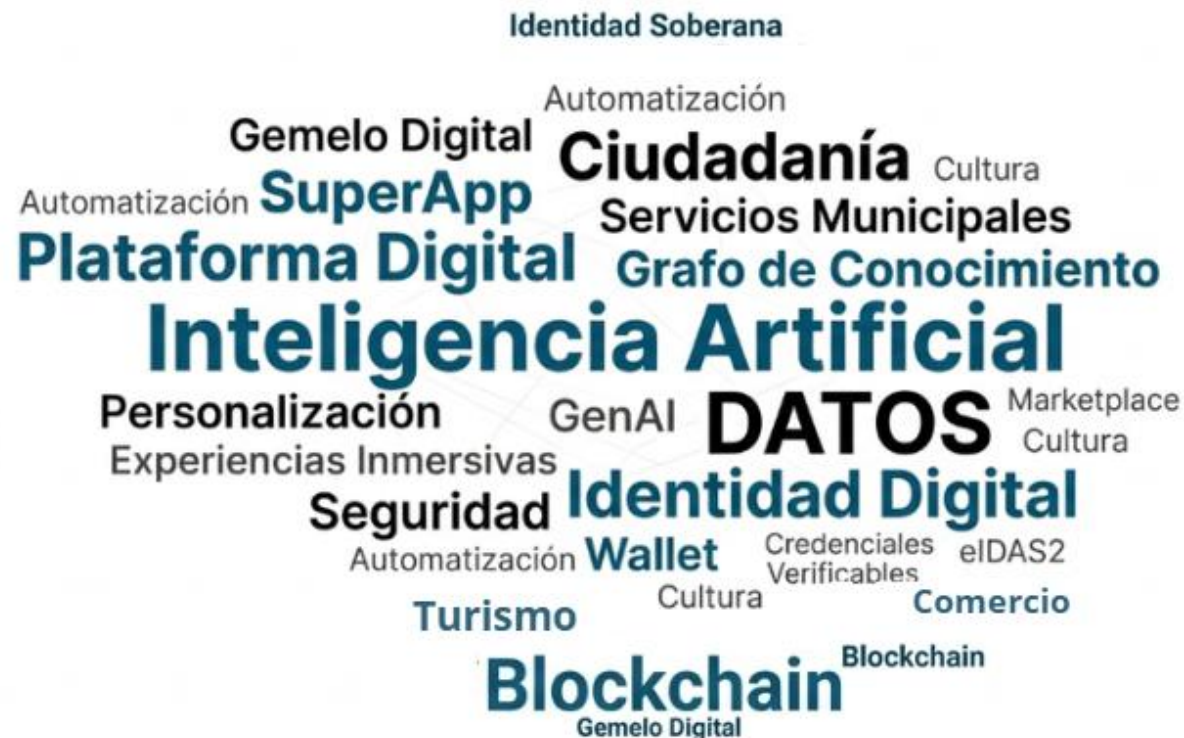 Identidad Soberana
Automatización
Gemelo Digital
Ciudadanía
Cultura
Automatización
SuperApp
Servicios Municipales
Plataforma Digital
Grafo de Conocimiento
Inteligencia Artificial
Personalización
GenAI
DATOS
Marketplace
Cultura
Experiencias Inmersivas
Seguridad
Identidad Digital
Automatización
Wallet
Credenciales
Verificables
eIDAS2
Cultura
Comercio
Turismo
Blockchain
Blockchain
Gemelo Digital